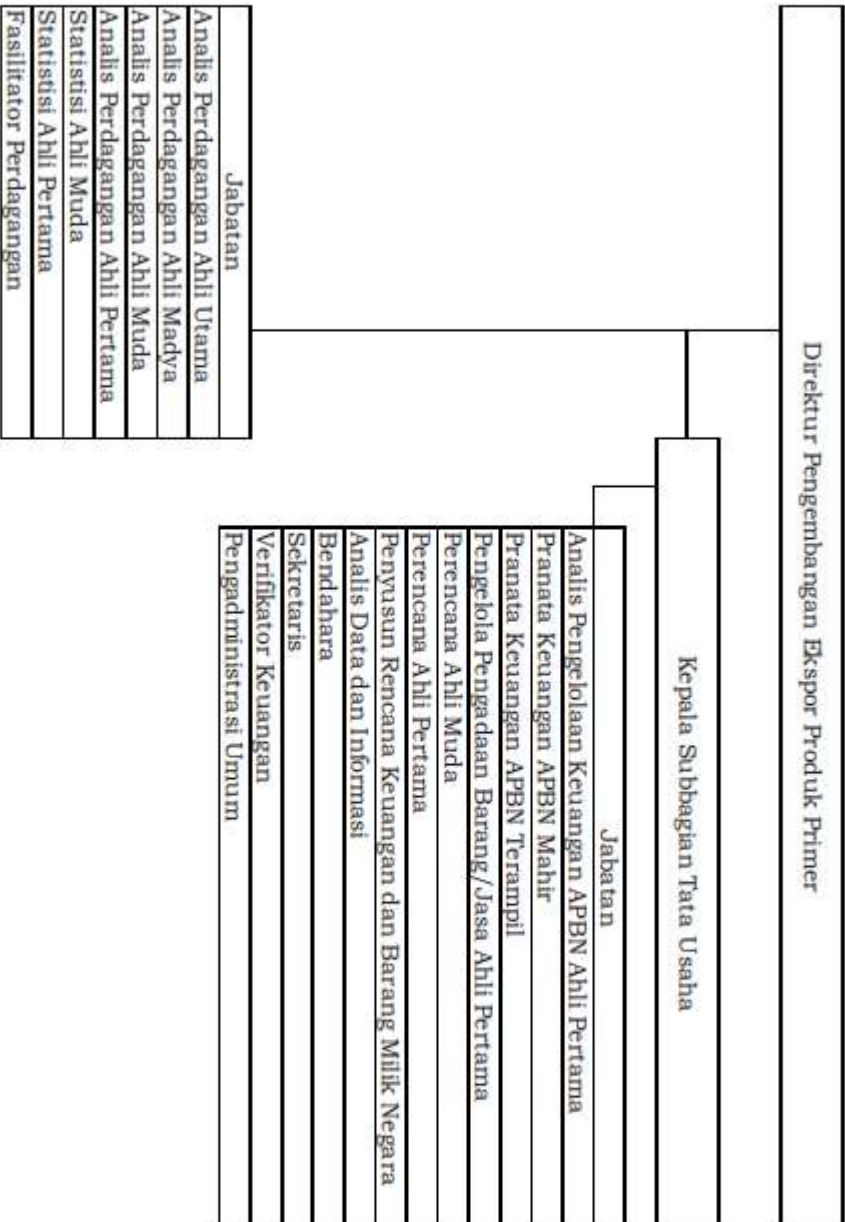 Direktur Pengembangan Ekspor Produk Primer
Kepala Subbagian Tata Usaha
Jabatan
Analis Pengelolaan Keuangan APBN Ahli Pertama
Pranata Keuangan APBN Mahir
Pranata Keuangan APBN Terampil
Pengelola Pengadaan Barang/Jasa Ahli Pertama
Perencana Ahli Muda
Perencana Ahli Pertama
Penyusun Rencana Keuangan dan Barang Milik Negara
Analis Data dan Informasi
Bendahara
Sekretaris
Verifikator Keuangan
Pengadministrasi Umum
Jabatan
Analis Perdagangan Ahli Utama
Analis Perdagangan Ahli Madya
Analis Perdagangan Ahli Muda
Analis Perdagangan Ahli Pertama
Statistisi Ahli Muda
Statistisi Ahli Pertama
Fasilitator Perdagangan